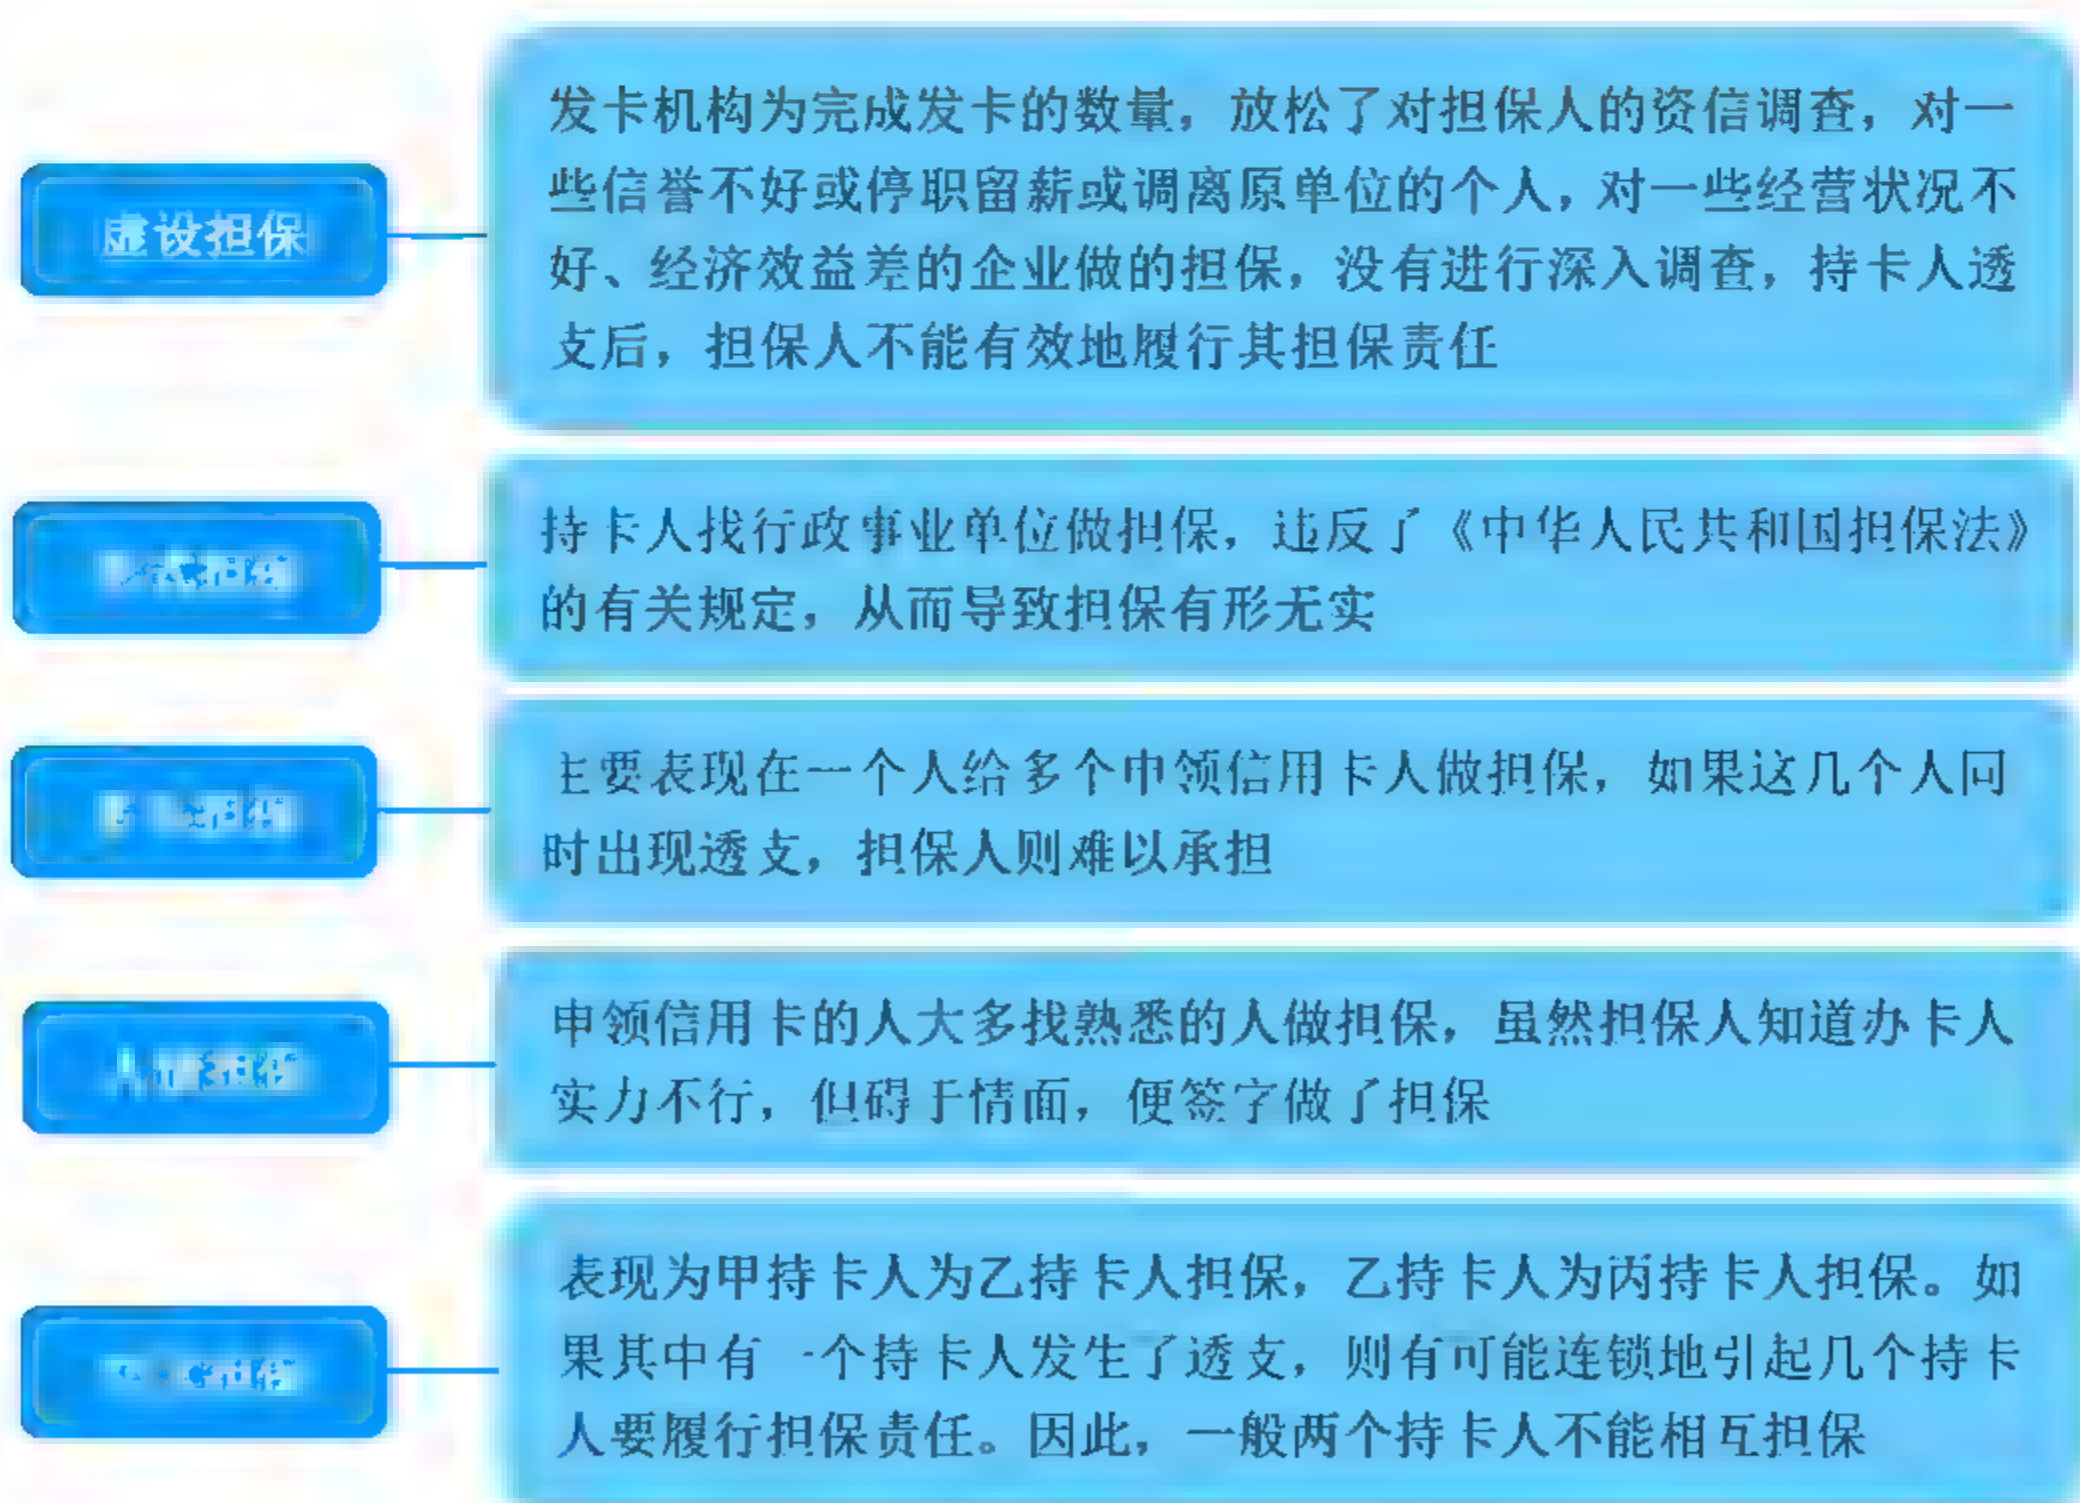 虚设担保
发卡机构为完成发卡的数量，放松了对担保人的资信调查，对一
些信誉不好或停职留薪或调离原单位的个人，对一些经营状况不
好、经济效益差的企业做的担保，没有进行深入调查，持卡人透
支后，担保人不能有效地履行其担保责任
担保
持卡人找行政事业单位做担保，违反了《中华人民共和国担保法》
的有关规定，从而导致担保有形无实
担保
主要表现在一个人给多个申领信用卡人做担保，如果这几个人同
时出现透支，担保人则难以承担
担保
申领信用卡的人大多找熟悉的人做担保，虽然担保人知道办卡人
实力不行，但碍于情面，便签字做了担保
担保
表现为甲持卡人为乙持卡人担保，乙持卡人为丙持卡人担保。如
果其中有一个持卡人发生了透支，则有可能连锁地引起几个持卡
人要履行担保责任。因此，一般两个持卡人不能相互担保